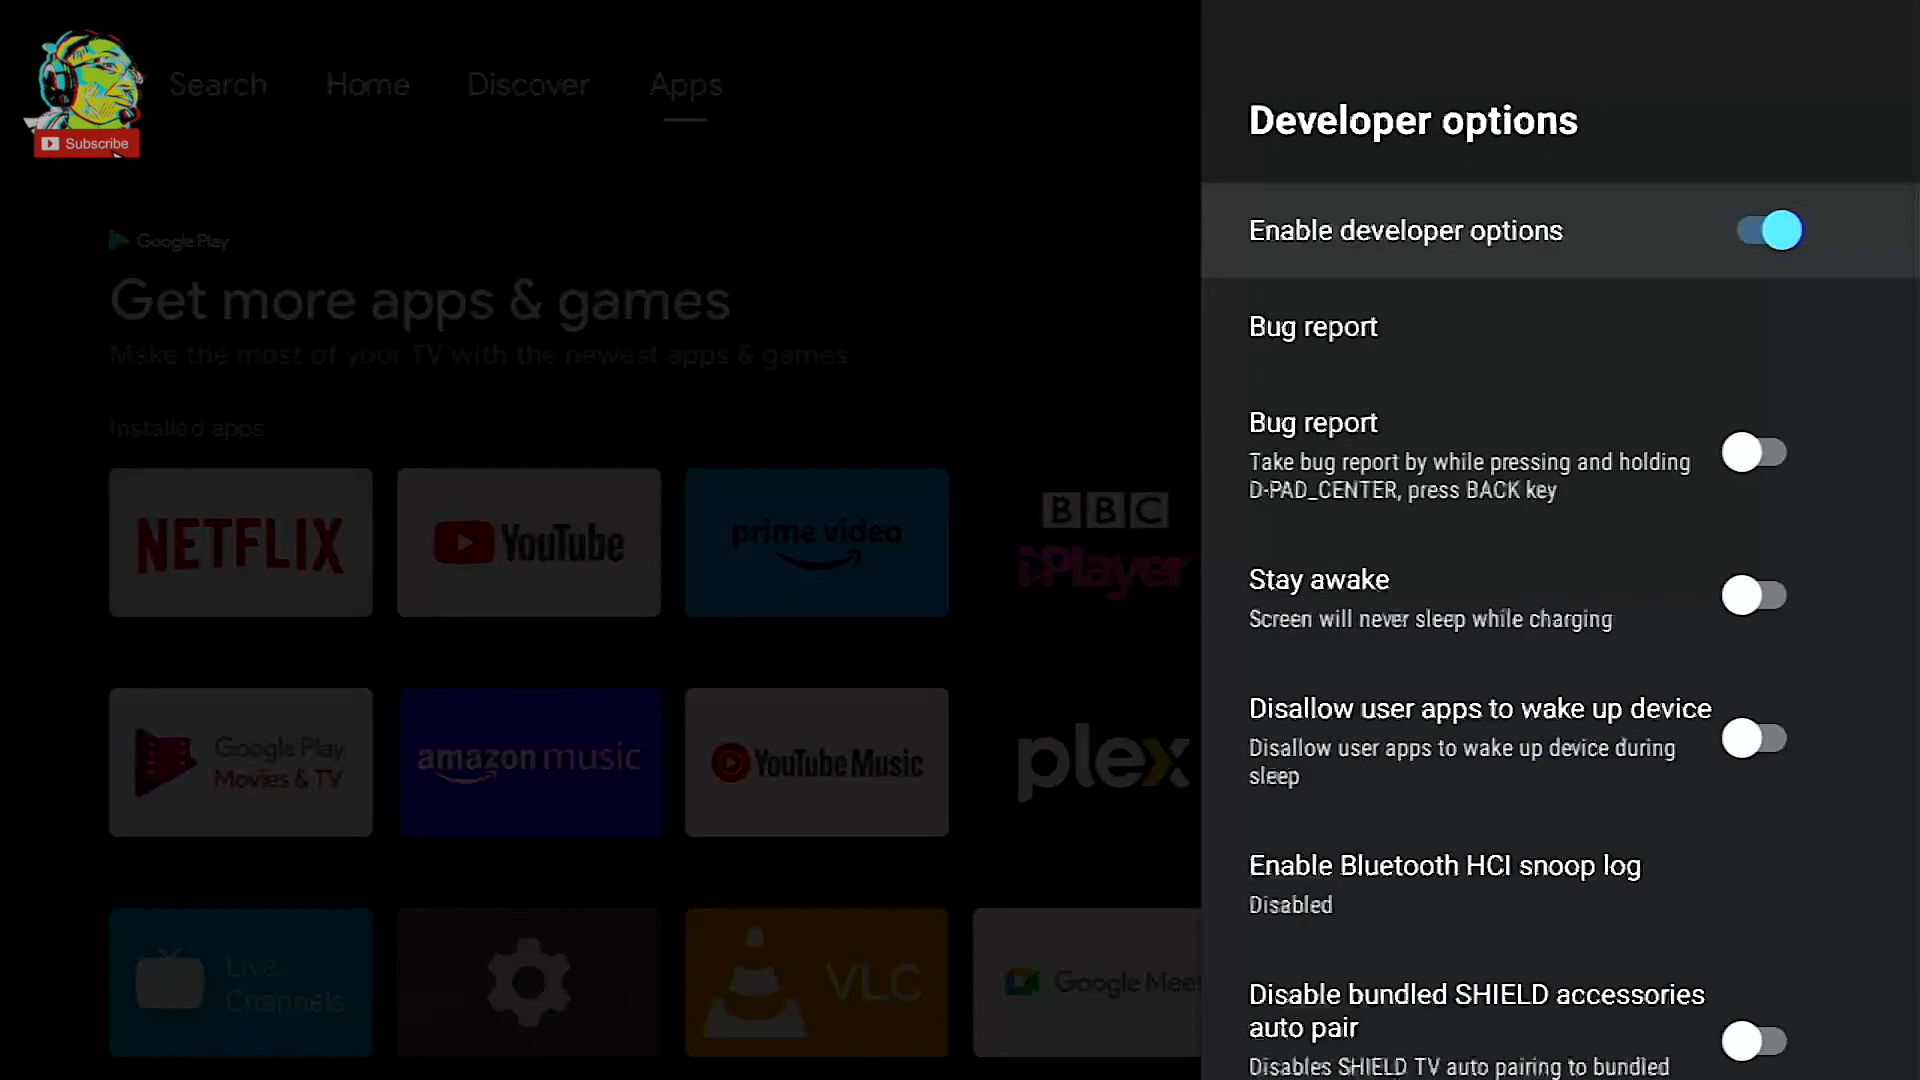 Subscribe
Search
Home
Discover
Apps
Google Play
Get more apps & games
Make the most of your TV with the newest apps & games
Installed apps
NETFLIX
YouTube
prime video
BBC
iPlayer
Google Play
Movies & TV
amazon music
YouTube Music
plex
Live
Channels
VLC
Google Meet
Developer options
Enable developer options
Bug report
Bug report
Take bug report by while pressing and holding
D-PAD_CENTER, press BACK key
Stay awake
Screen will never sleep while charging
Disallow user apps to wake up device
Disallow user apps to wake up device during
sleep
Enable Bluetooth HCI snoop log
Disabled
Disable bundled SHIELD accessories
auto pair
Disables SHIELD TV auto pairing to bundled